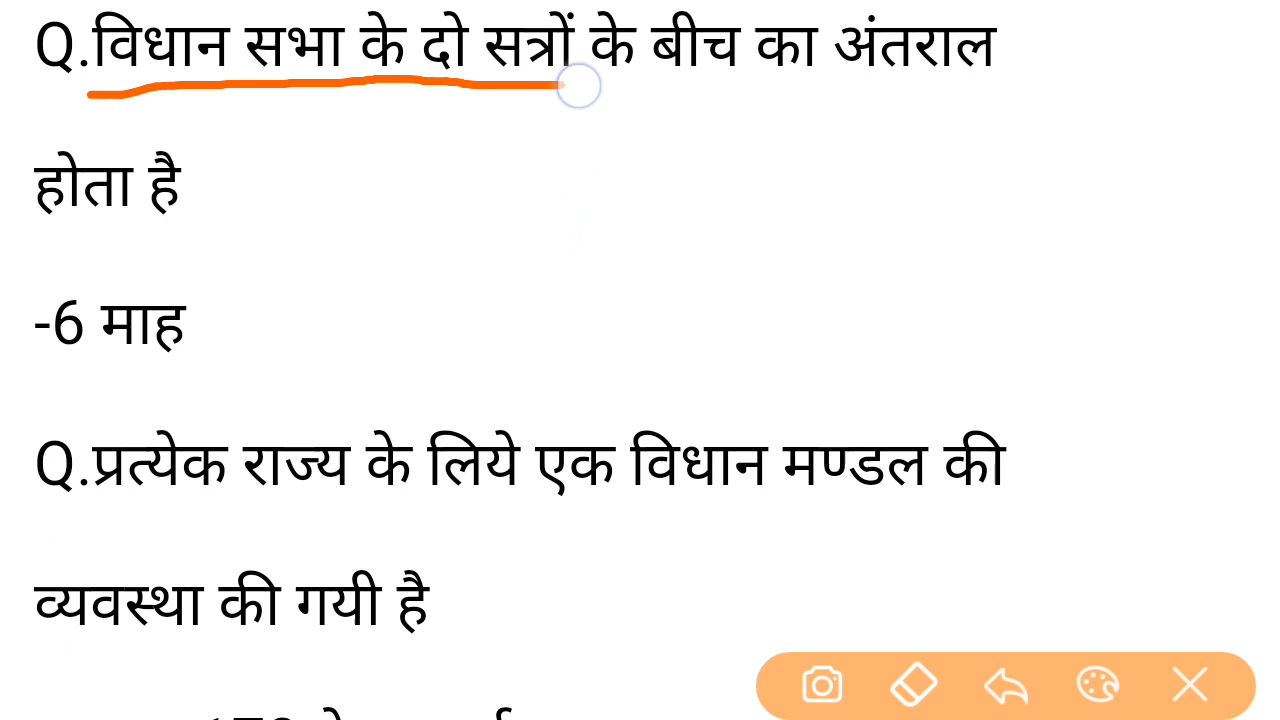 Q.विधान सभा के दो सत्रों के बीच का अंतराल
होता है
-6 माह
Q.प्रत्येक राज्य के लिये एक विधान मण्डल की
व्यवस्था की गयी है